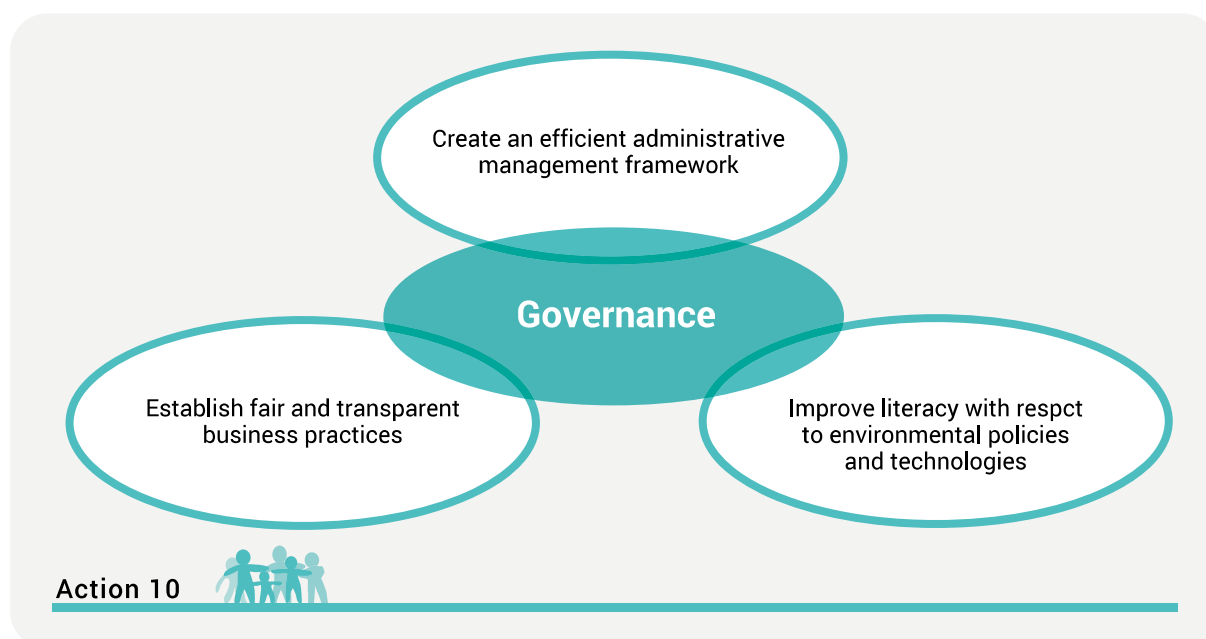 Create an efficient administrative
management framework
Governance
Establish fair and transparent
business practices
Improve literacy with respct
to environmental policies
and technologies
Action 10